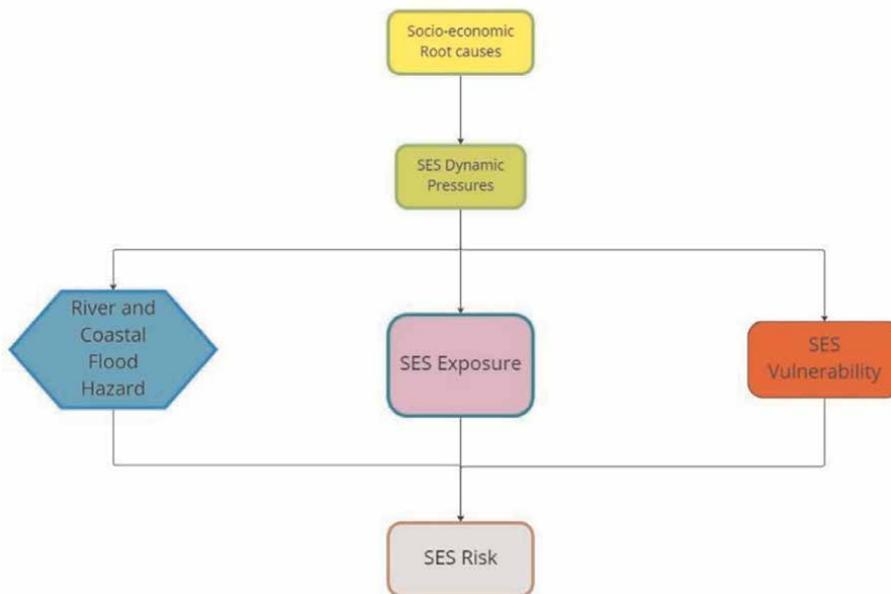 Socio-economic
Root causes
SES Dynamic
Pressures
River and
Coastal
Flood
Hazard
SES Exposure
SES
Vulnerability
SES Risk